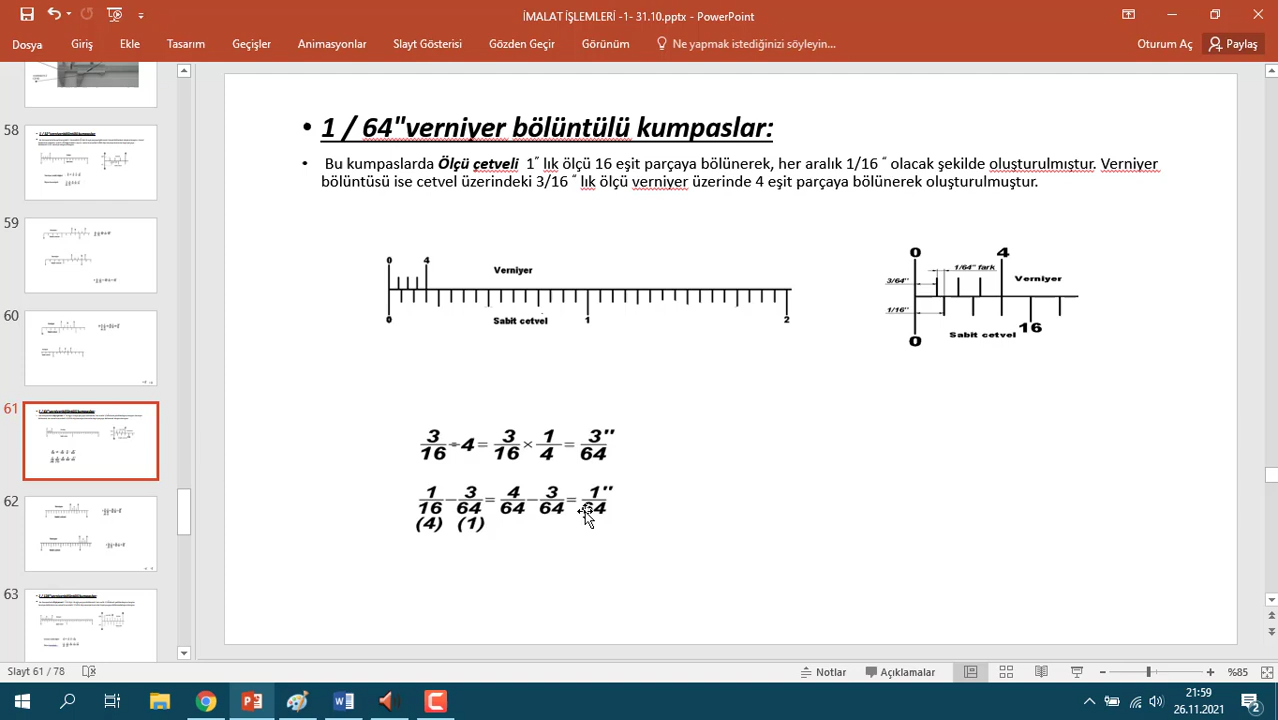 İMALAT İŞLEMLERİ -1- 31.10.pptx - PowerPoint
Dosya Giriş Ekle Tasarım Geçişler Animasyonlar Slayt Gösterisi Gözden Geçir Görünüm Ne yapmak istediğinizi söyleyin... Oturum Aç Paylaş
58
59
60
61
62
63
• 1 / 64"verniyer bölüntülü kumpaslar:
• Bu kumpaslarda Ölçü çetveli 1″ lık ölçü 16 eşit parçaya bölünerek, her aralık 1/16 ″ olacak sekilde oluşturulmuştur. Verniyer
bölüntüsü ise cetvel üzerindeki 3/16 ″ lık ölçü verniyer üzerinde 4 eşit parçaya bölünerek oluşturulmuştur.
0 4
Verniyer
0 Sabit cetvel 1 2
0 4
1/64" fark
3/64" Verniyer
1/16"
Sabit cetvel 16
0
3/16 ÷ 4 = 3/16 × 1/4 = 3"/64
1/16 − 3/64 = 4/64 − 3/64 = 1"/64
(4) (1)
Slayt 61 / 78 Notlar Açıklamalar %85
21:59
26.11.2021
2